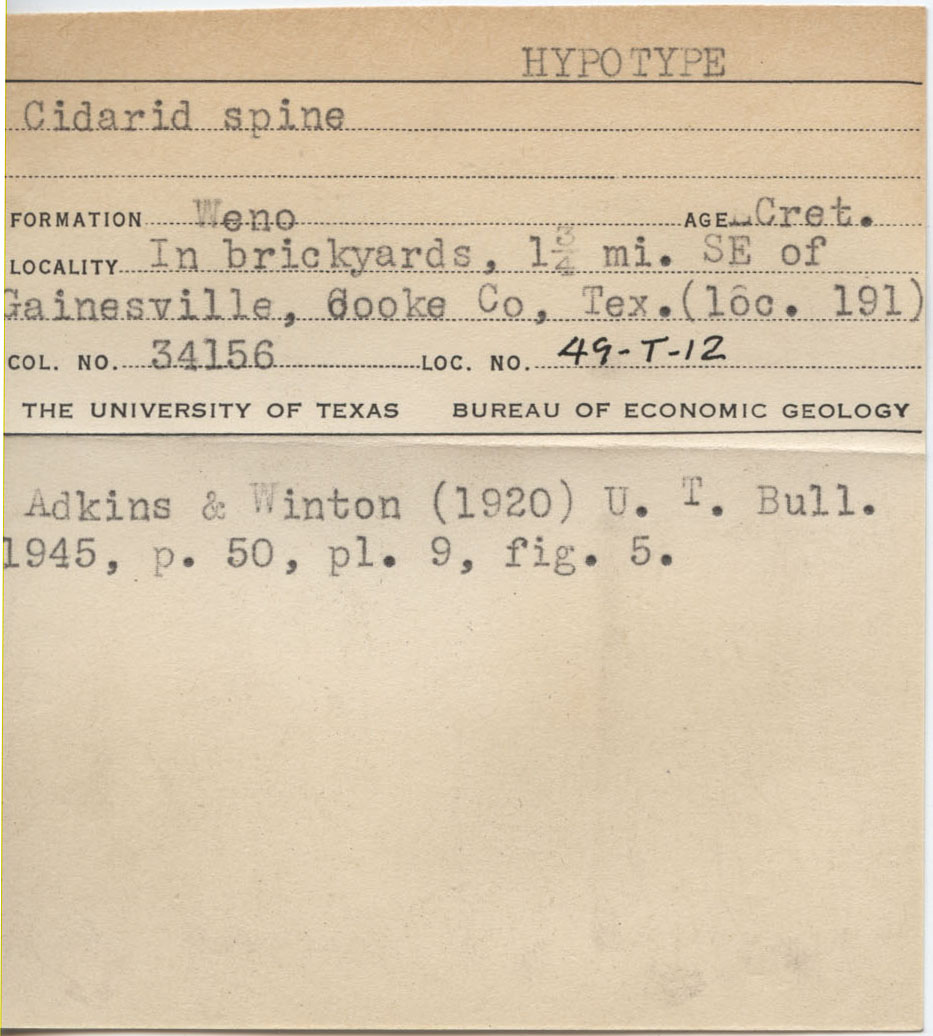 HYPOTYPE
Cidarid spine
FORMATION Weno AGE Cret.
LOCALITY In brickyards, 1¾ mi. SE of
Gainesville, Cooke Co, Tex. (loc. 191)
COL. NO. 34156 LOC. NO. 49-T-12
THE UNIVERSITY OF TEXAS BUREAU OF ECONOMIC GEOLOGY
Adkins & Winton (1920) U. T. Bull.
1945, p. 50, pl. 9, fig. 5.